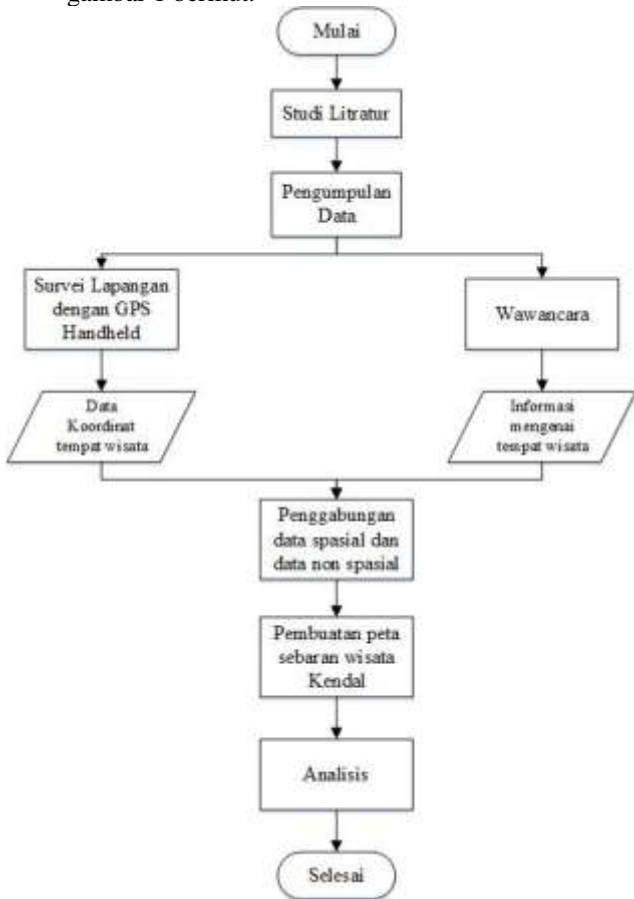 gambar 1 berikut.
Mulai
Studi Litratur
Pengumpulan
Data
Survei Lapangan
dengan GPS
Handheld
Wawancara
Data
Koordinat
tempat wisata
Informasi
mengenai
tempat wisata
Penggabungan
data spasial dan
data non spasial
Pembuatan peta
sebaran wisata
Kendal
Analisis
Selesai